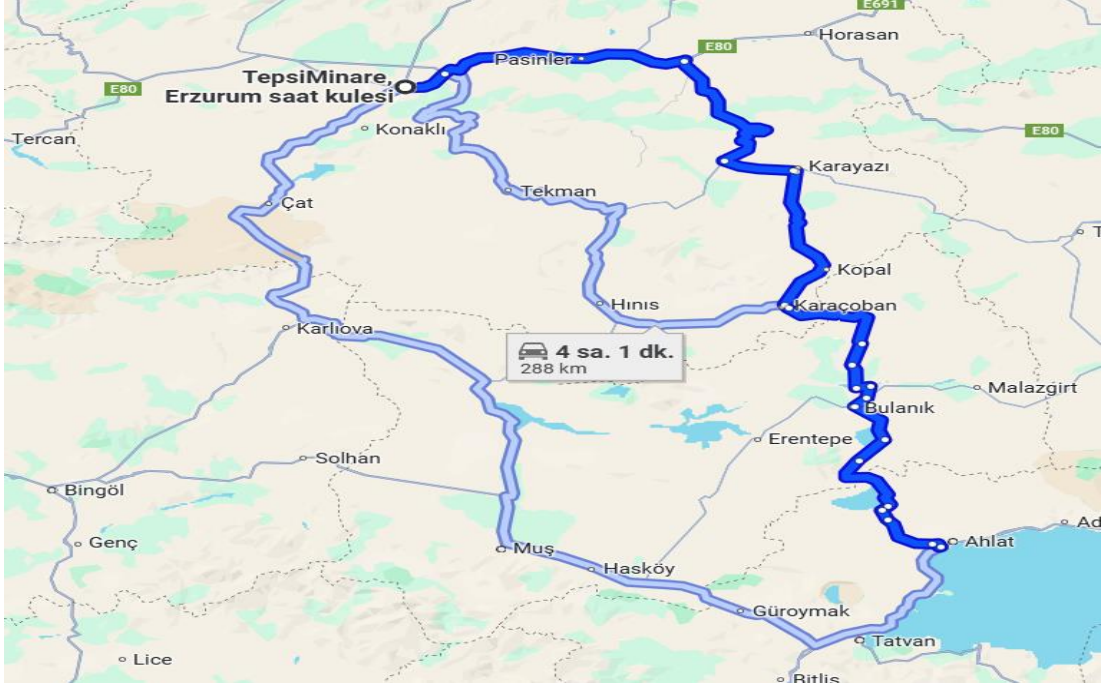 E691
Horasan
E80
Pasinler
TepsiMinare,
Erzurum saat kulesi
E80
Konaklı
E80
Tercan
Karayazı
Tekman
Çat
T
Kopal
Hınıs
Karaçoban
Karlıova
4 sa. 1 dk.
288 km
Malazgirt
Bulanık
Erentepe
Solhan
Bingöl
Ad
Genç
Ahlat
Muş
Hasköy
Güroymak
Tatvan
Lice
Bitlis